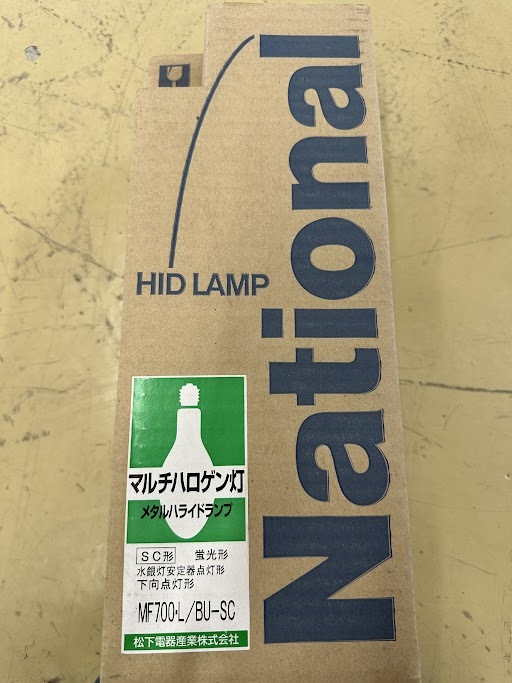 National
HID LAMP
マルチハロゲン灯
メタルハライドランプ
SC形 蛍光形
水銀灯安定器点灯形
下向点灯形
MF700・L/BU-SC
松下電器産業株式会社